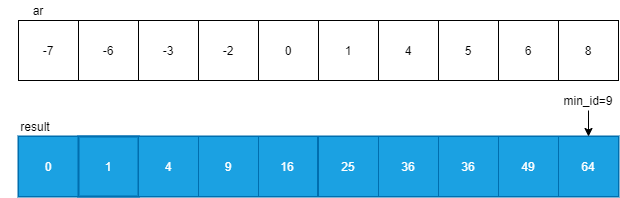 ar
-7 -6 -3 -2 0 1 4 5 6 8
min_id=9
result
0 1 4 9 16 25 36 36 49 64